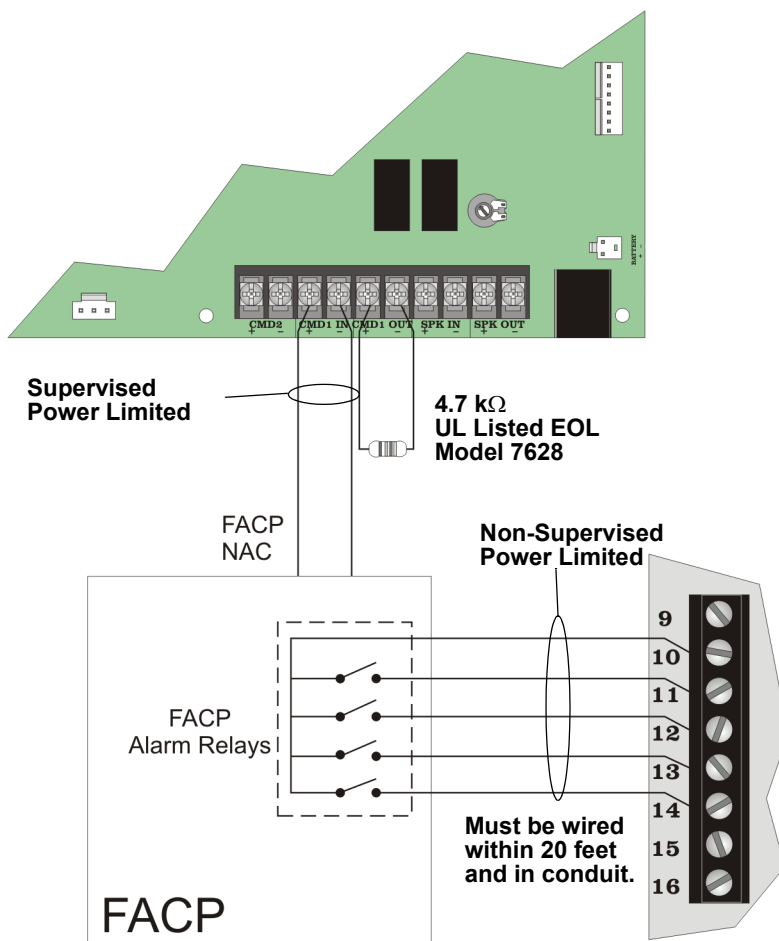 BATTERY
+ -
CMD2 CMD1 IN CMD1 OUT SPK IN SPK OUT
+ - + - + - + - + -
Supervised
Power Limited
4.7 kΩ
UL Listed EOL
Model 7628
FACP
NAC
Non-Supervised
Power Limited
9
10
11
12
13
14
15
16
FACP
Alarm Relays
Must be wired
within 20 feet
and in conduit.
FACP